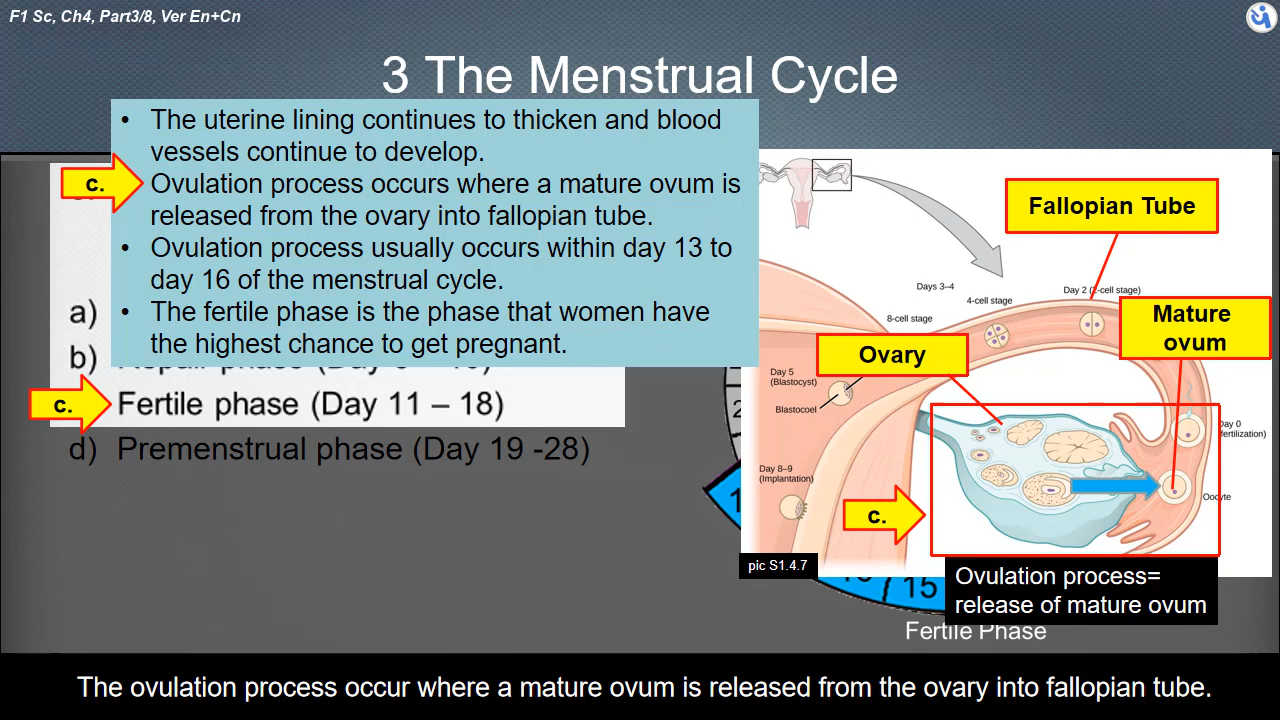 F1 Sc, Ch4, Part3/8, Ver En+Cn
3 The Menstrual Cycle
• The uterine lining continues to thicken and blood
vessels continue to develop.
c.
Ovulation process occurs where a mature ovum is
released from the ovary into fallopian tube.
• Ovulation process usually occurs within day 13 to
day 16 of the menstrual cycle.
• The fertile phase is the phase that women have
the highest chance to get pregnant.
a)
b)
c.
Fertile phase (Day 11 – 18)
d) Premenstrual phase (Day 19 -28)
Fallopian Tube
Days 3–4
4-cell stage
8-cell stage
Mature
ovum
Ovary
Day 5
(Blastocyst)
Blastocoel
Day 0
Day 8–9
(Implantation)
c.
pic S1.4.7
Ovulation process=
release of mature ovum
15
Fertile Phase
The ovulation process occur where a mature ovum is released from the ovary into fallopian tube.